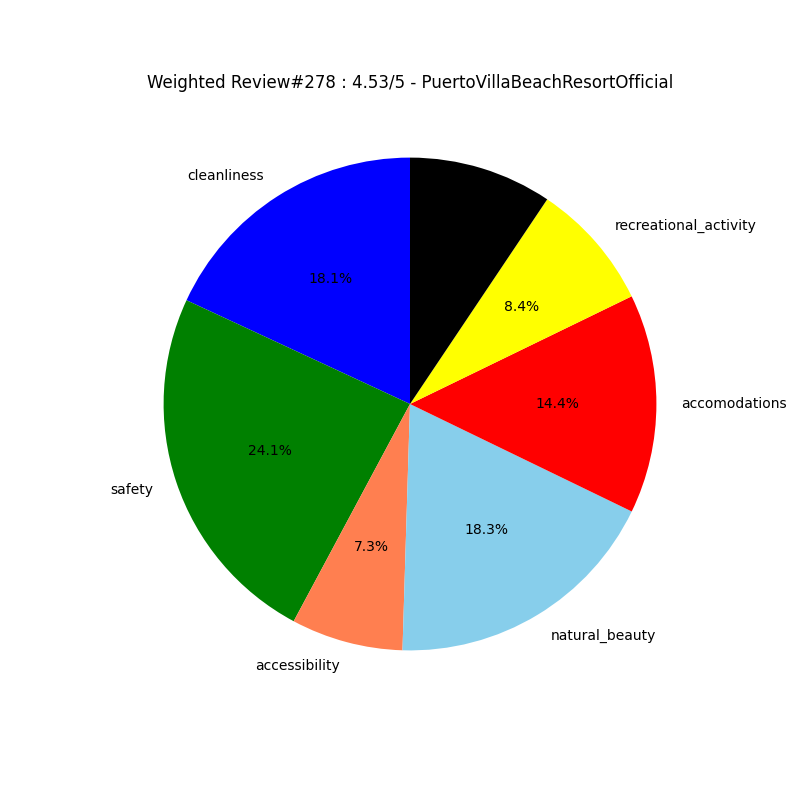 Weighted Review#278 : 4.53/5 - PuertoVillaBeachResortOfficial
cleanliness
recreational_activity
18.1%
8.4%
14.4%
accomodations
24.1%
safety
18.3%
7.3%
natural_beauty
accessibility